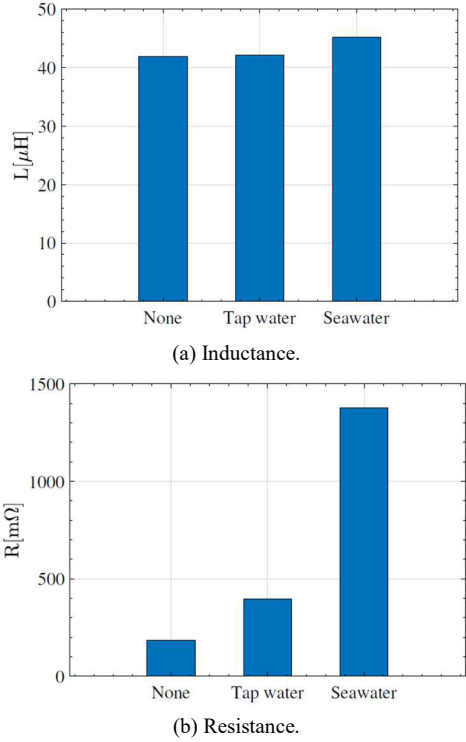 50
40
30
20
10
0
L[μH]
None Tap water Seawater
(a) Inductance.
1500
1000
500
0
R[mΩ]
None Tap water Seawater
(b) Resistance.